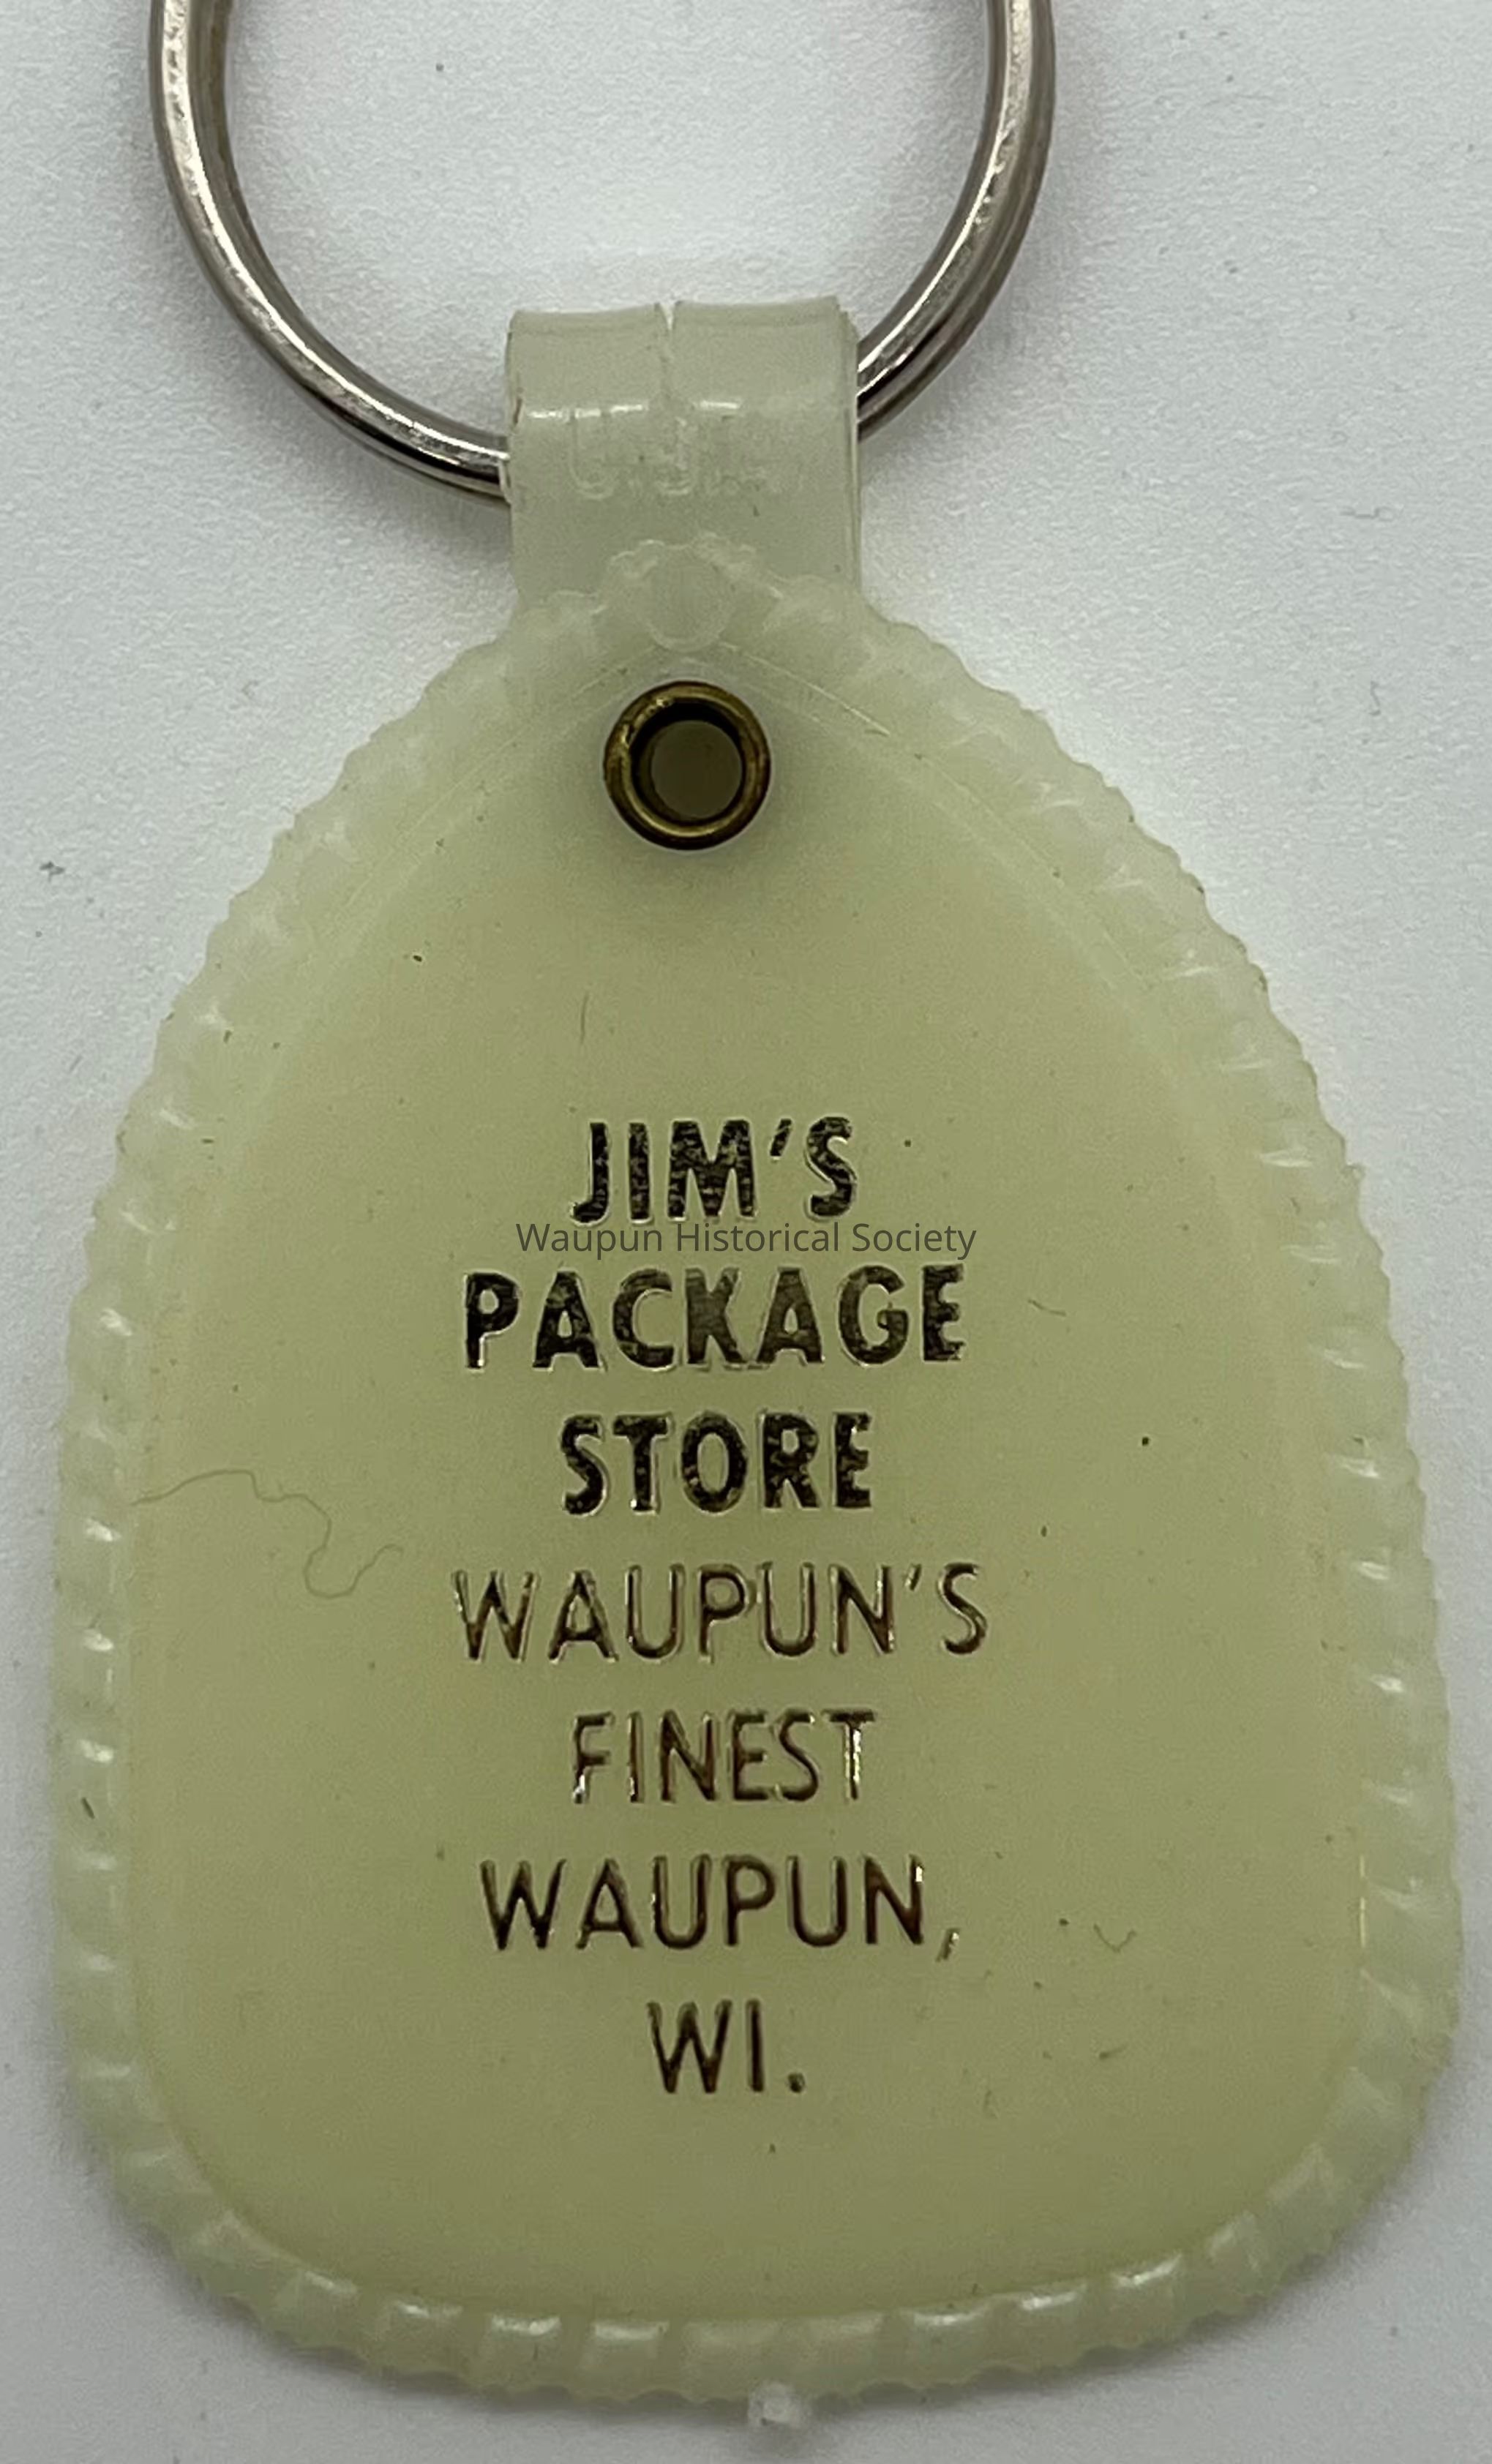 U.S.A.
JIM'S
Waupun Historical Society
PACKAGE
STORE
WAUPUN'S
FINEST
WAUPUN,
WI.